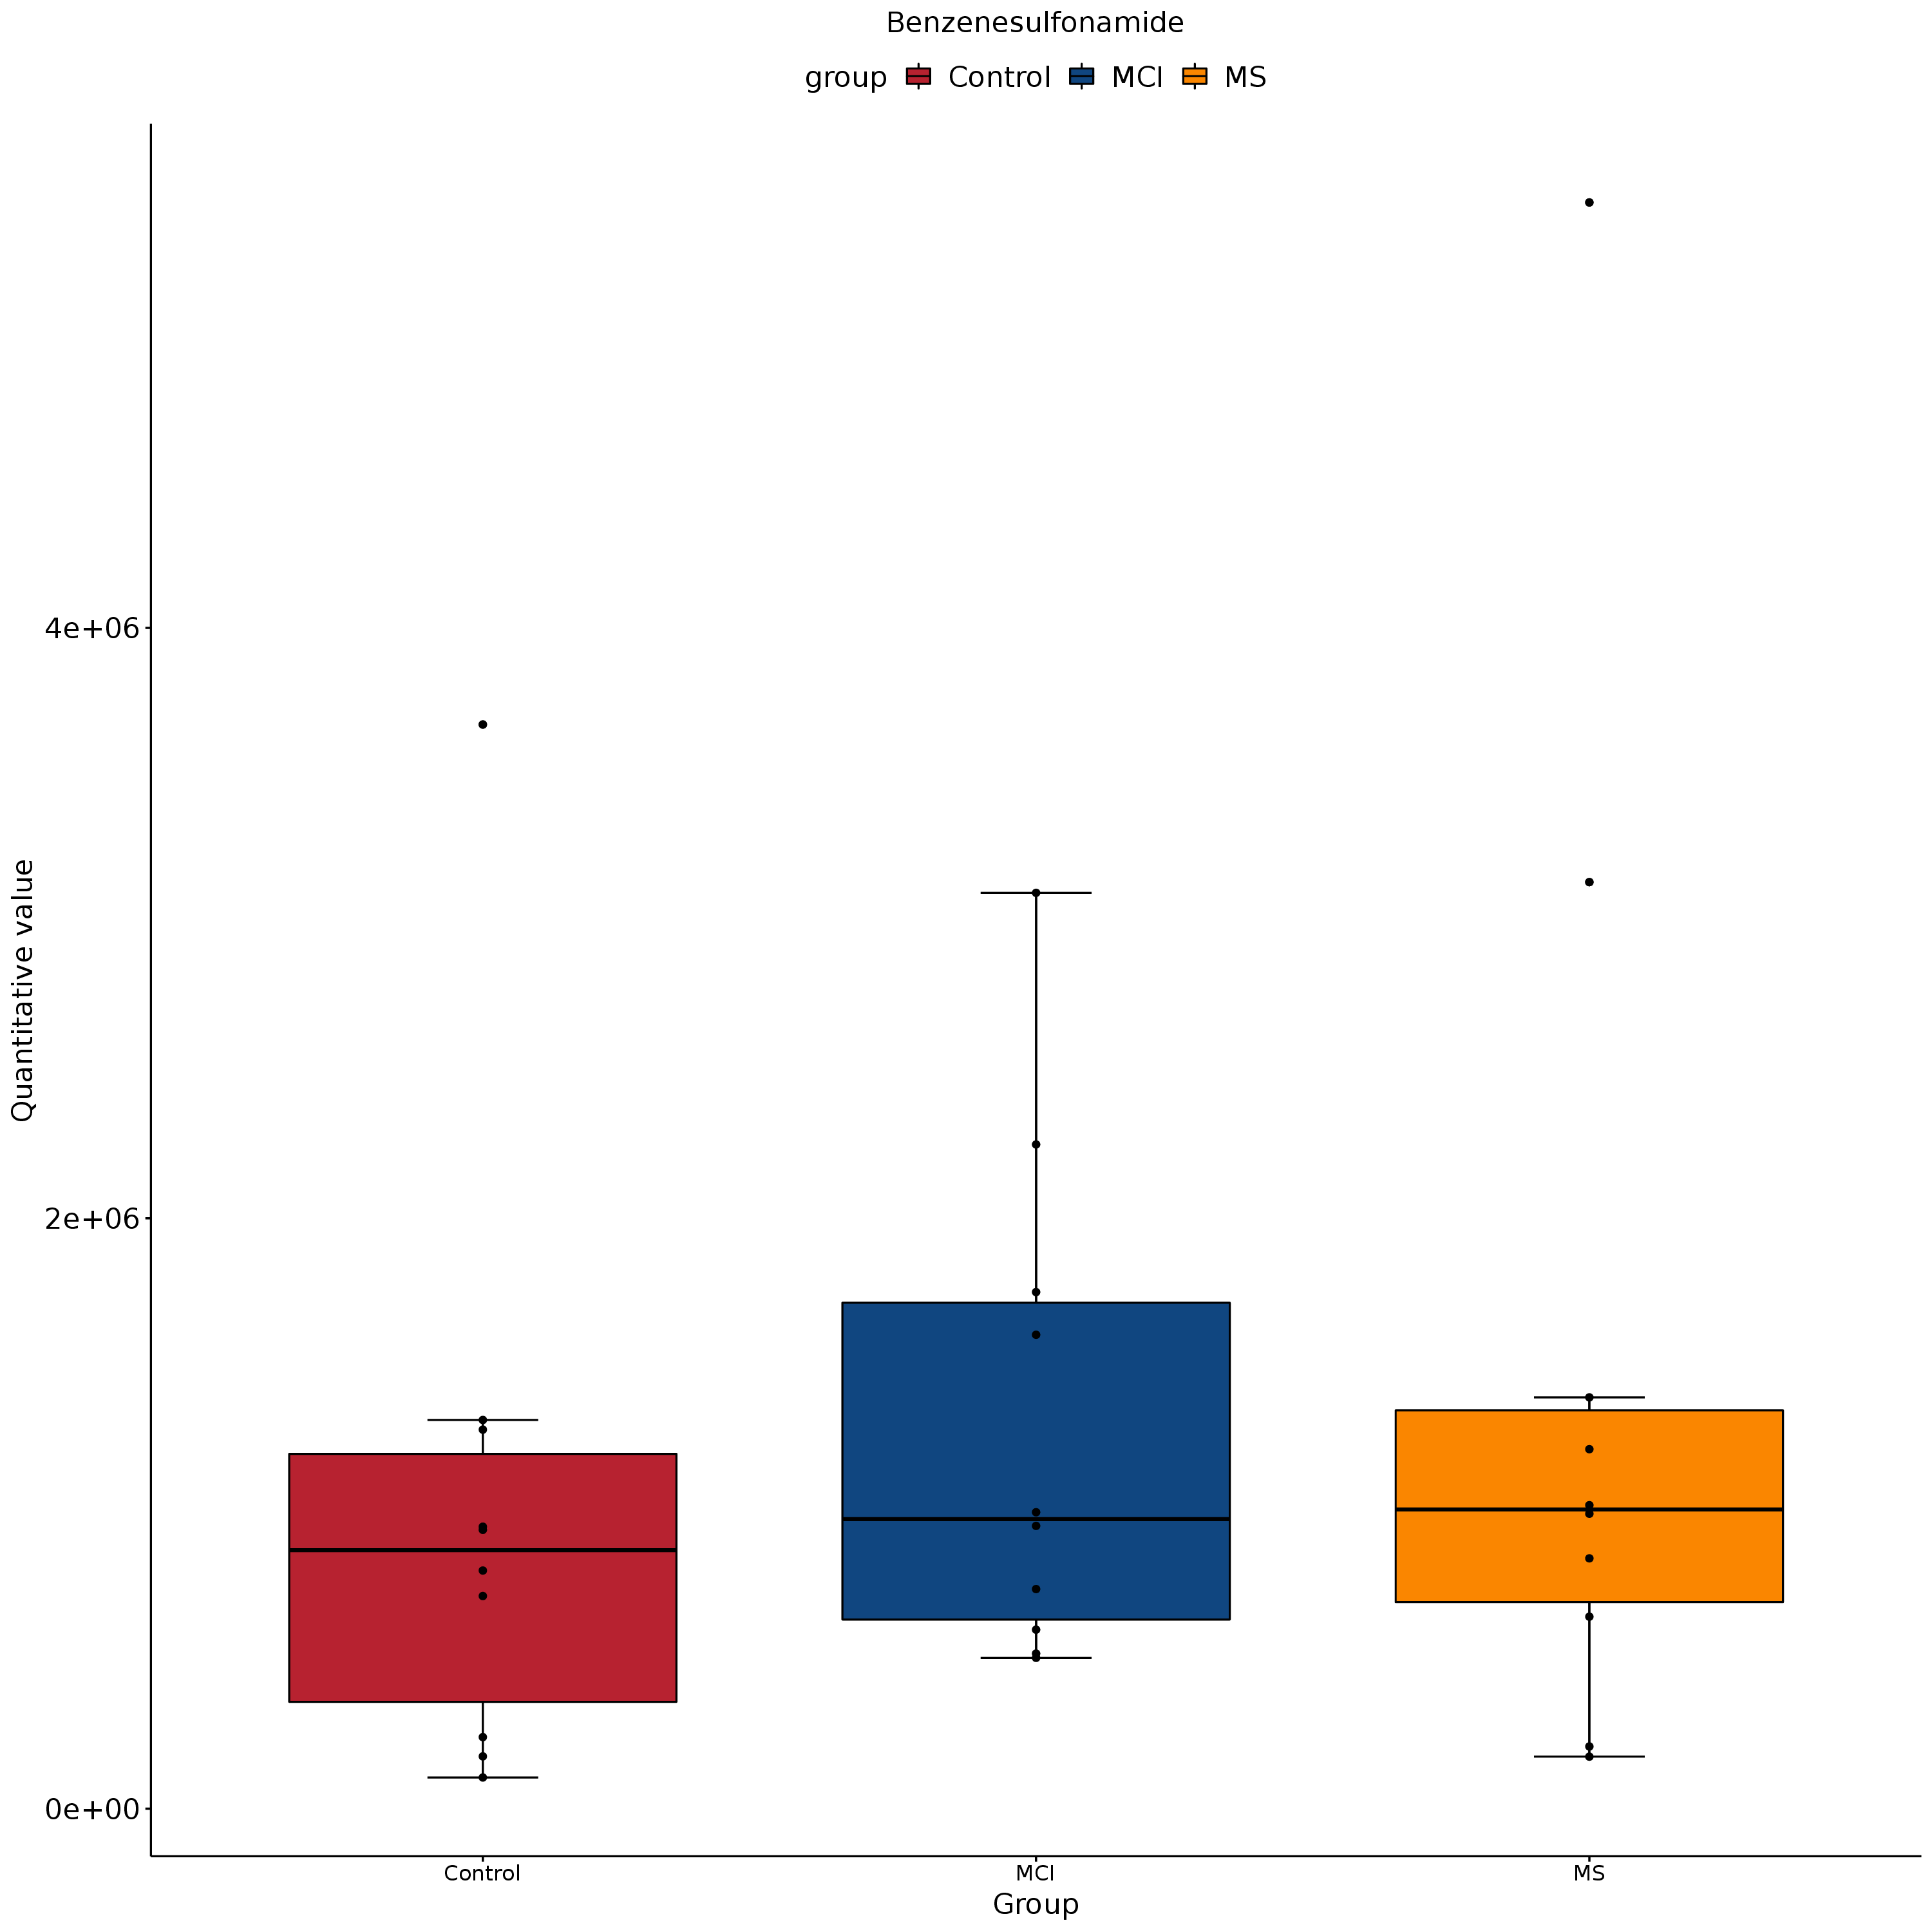 Benzenesulfonamide
group Control MCI MS
Quantitative value
4e+06
2e+06
0e+00
Control MCI MS
Group